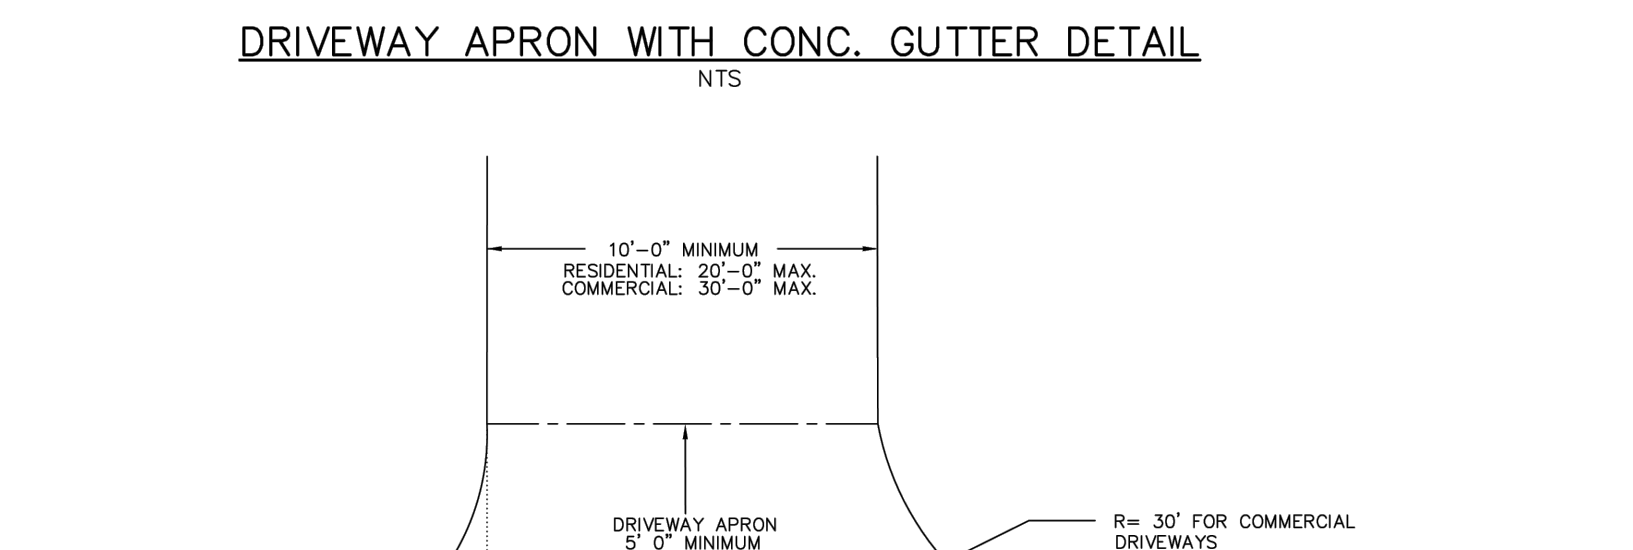 DRIVEWAY APRON WITH CONC. GUTTER DETAIL
NTS
10'-0" MINIMUM
RESIDENTIAL: 20'-0" MAX.
COMMERCIAL: 30'-0" MAX.
DRIVEWAY APRON
5' 0" MINIMUM
R= 30' FOR COMMERCIAL
DRIVEWAYS